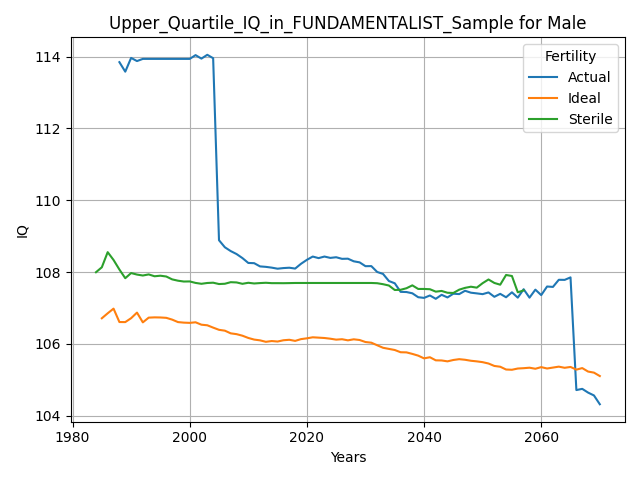 Upper_Quartile_IQ_in_FUNDAMENTALIST_Sample for Male
114
112
110
108
106
104
IQ
1980
2000
2020
2040
2060
Years
Fertility
Actual
Ideal
Sterile